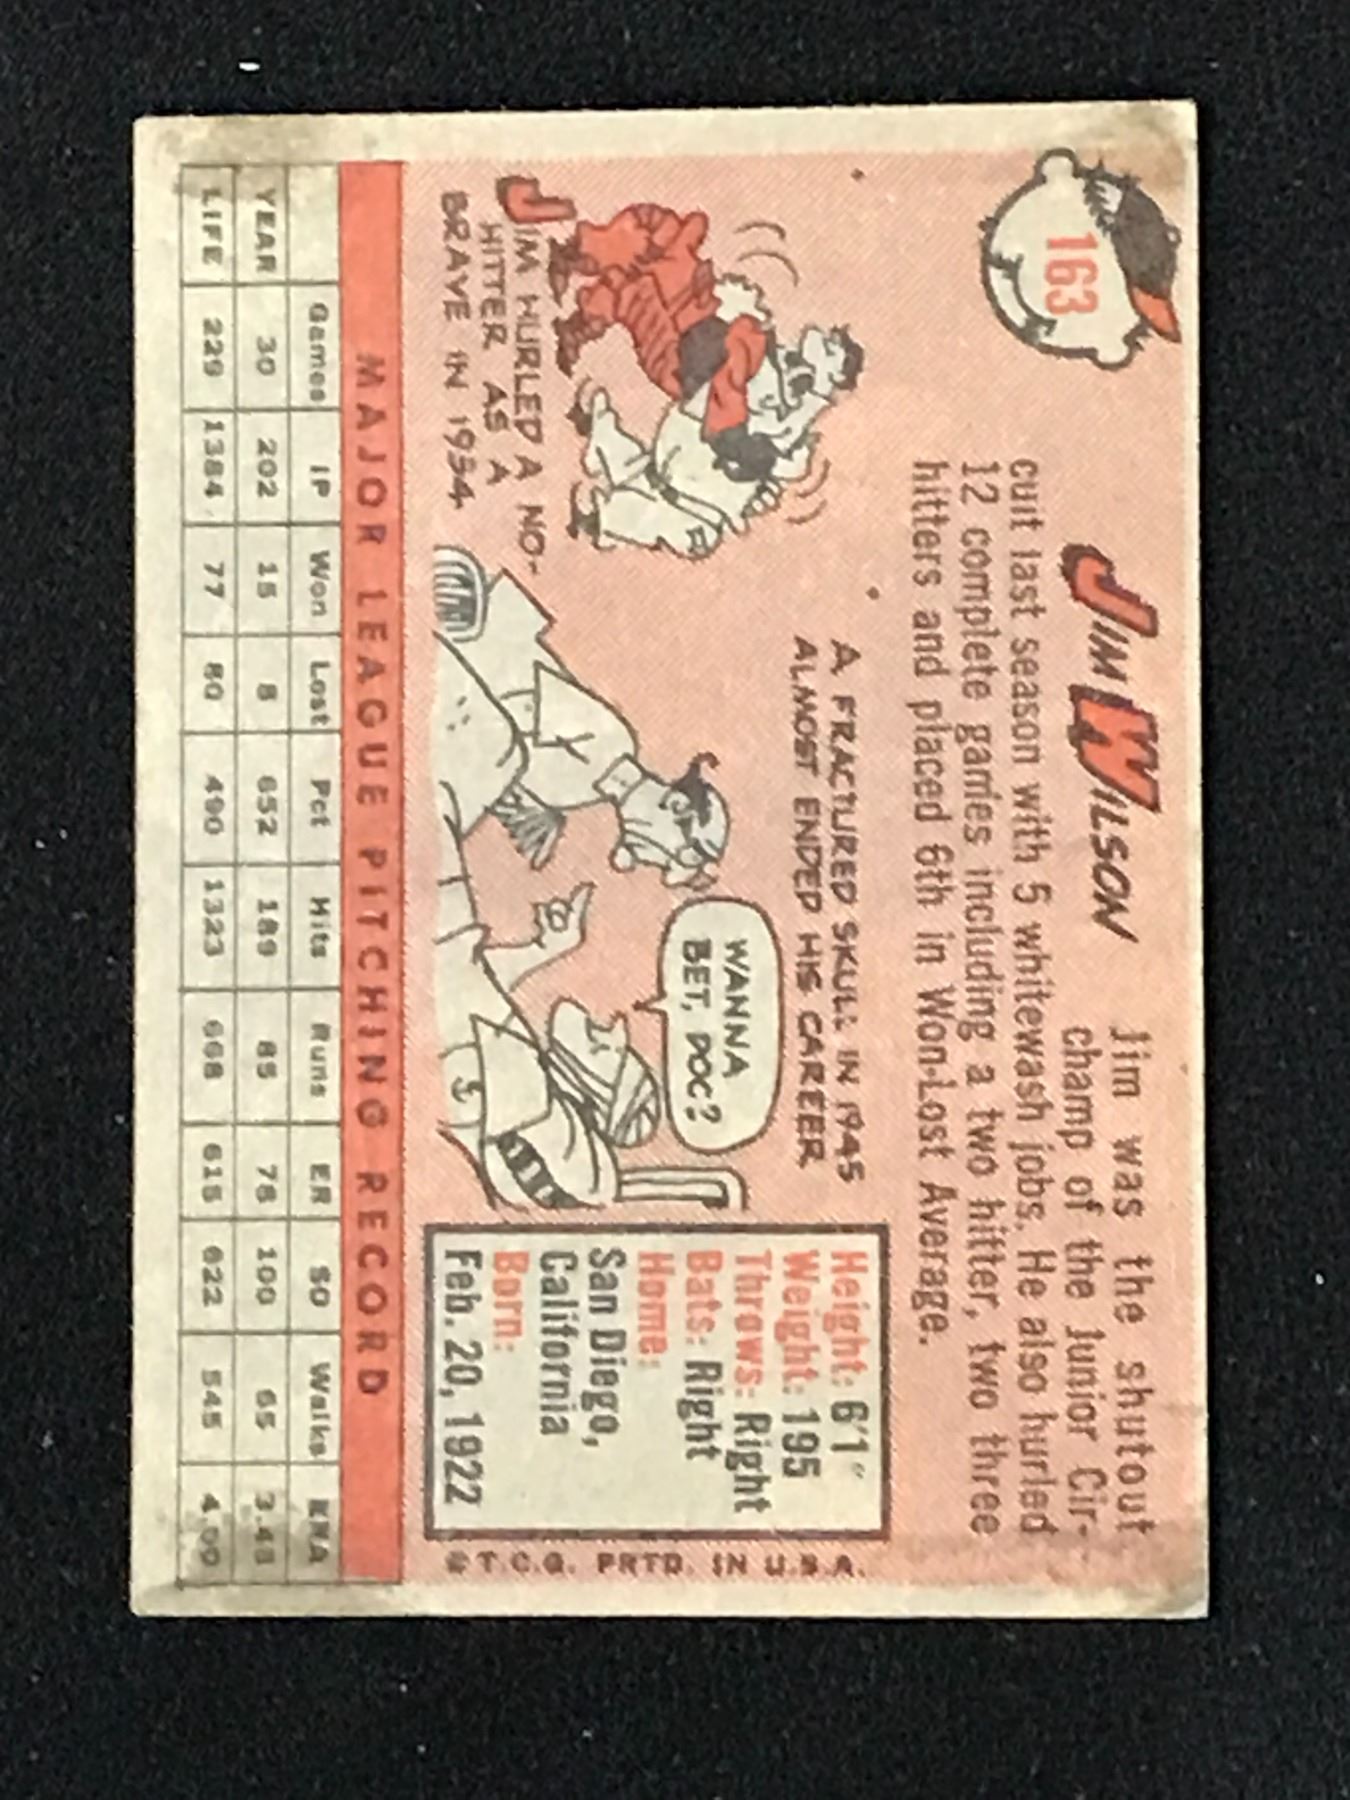 163
JIM WILSON
Jim was the shutout
champ of the Junior Cir-
cuit last season with 5 whitewash jobs. He also hurled
12 complete games including a two hitter, two three
hitters and placed 6th in Won-Lost Average.
JIM HURLED A NO-
HITTER AS A
BRAVE IN 1954
A FRACTURED SKULL IN 1945
ALMOST ENDED HIS CAREER
WANNA
BET, DOC?
Height: 6'1"
Weight: 195
Throws: Right
Bats: Right
Home:
San Diego,
California
Born:
Feb. 20, 1922
© T.C.G. PRTD. IN U.S.A.
MAJOR LEAGUE PITCHING RECORD
Games IP Won Lost Pct Hits Runs ER SO Walks ERA
YEAR 30 202 15 8 652 189 85 78 100 65 3.48
LIFE 229 1384 77 80 490 1323 668 615 622 545 4.00